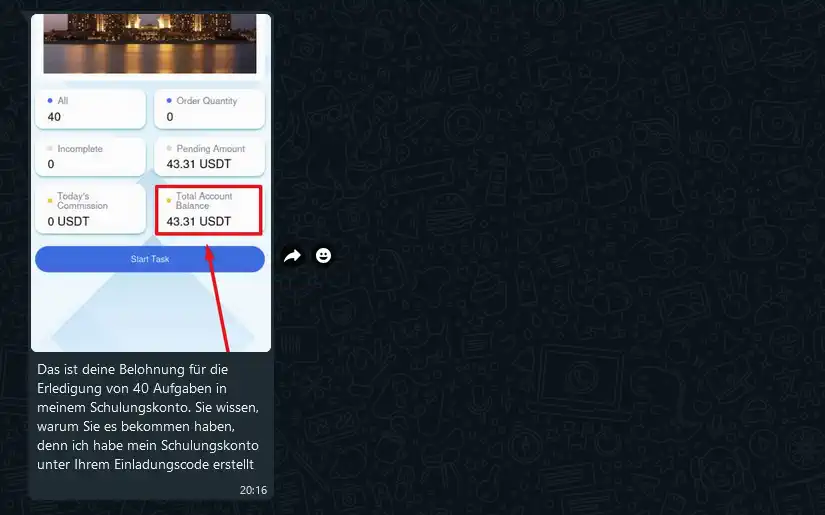 All
40
Order Quantity
0
Incomplete
0
Pending Amount
43.31 USDT
Today's
Commission
0 USDT
Total Account
Balance
43.31 USDT
Start Task
Das ist deine Belohnung für die
Erledigung von 40 Aufgaben in
meinem Schulungskonto. Sie wissen,
warum Sie es bekommen haben,
denn ich habe mein Schulungskonto
unter Ihrem Einladungscode erstellt
20:16